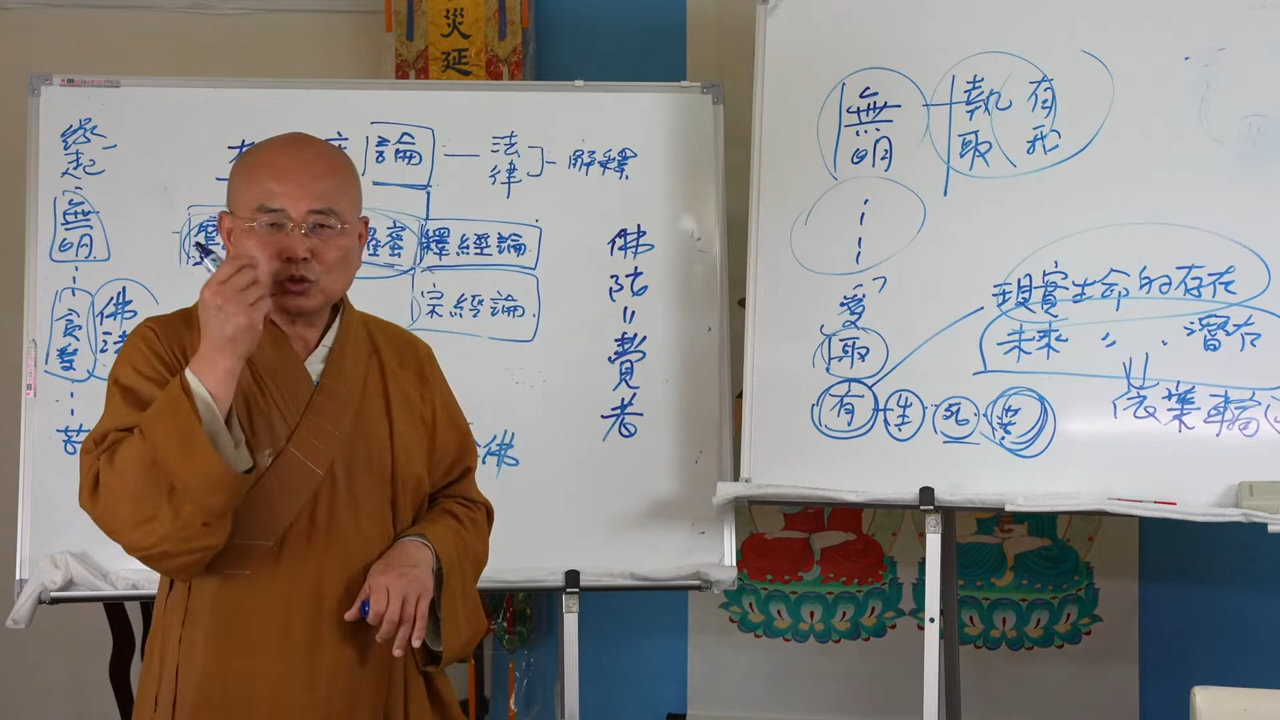 災延
緣起
無明
貪愛
佛
論 — 法律 解釋
釋經論
宗經論
佛陀=覺者
佛
無明 執取 有我
愛
取
有 生 死 苦
現實生命的存在
未來 〃 . 潛在
依業輪